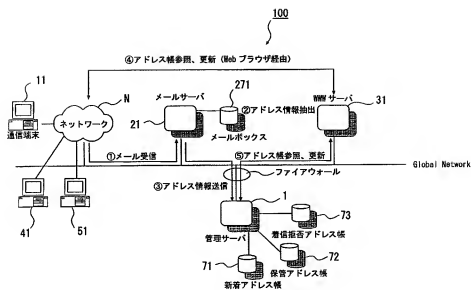 100
④アドレス帳参照、更新 (Web ブラウザ経由)
11
N
メールサーバ
271
WWW サーバ
31
②アドレス情報抽出
通信端末
ネットワーク
21
メールボックス
①メール受信
⑤アドレス帳参照、更新
Global Network
ファイアウォール
③アドレス情報送信
1
73
41
51
管理サーバ
着信拒否アドレス帳
71
72
保管アドレス帳
新着アドレス帳